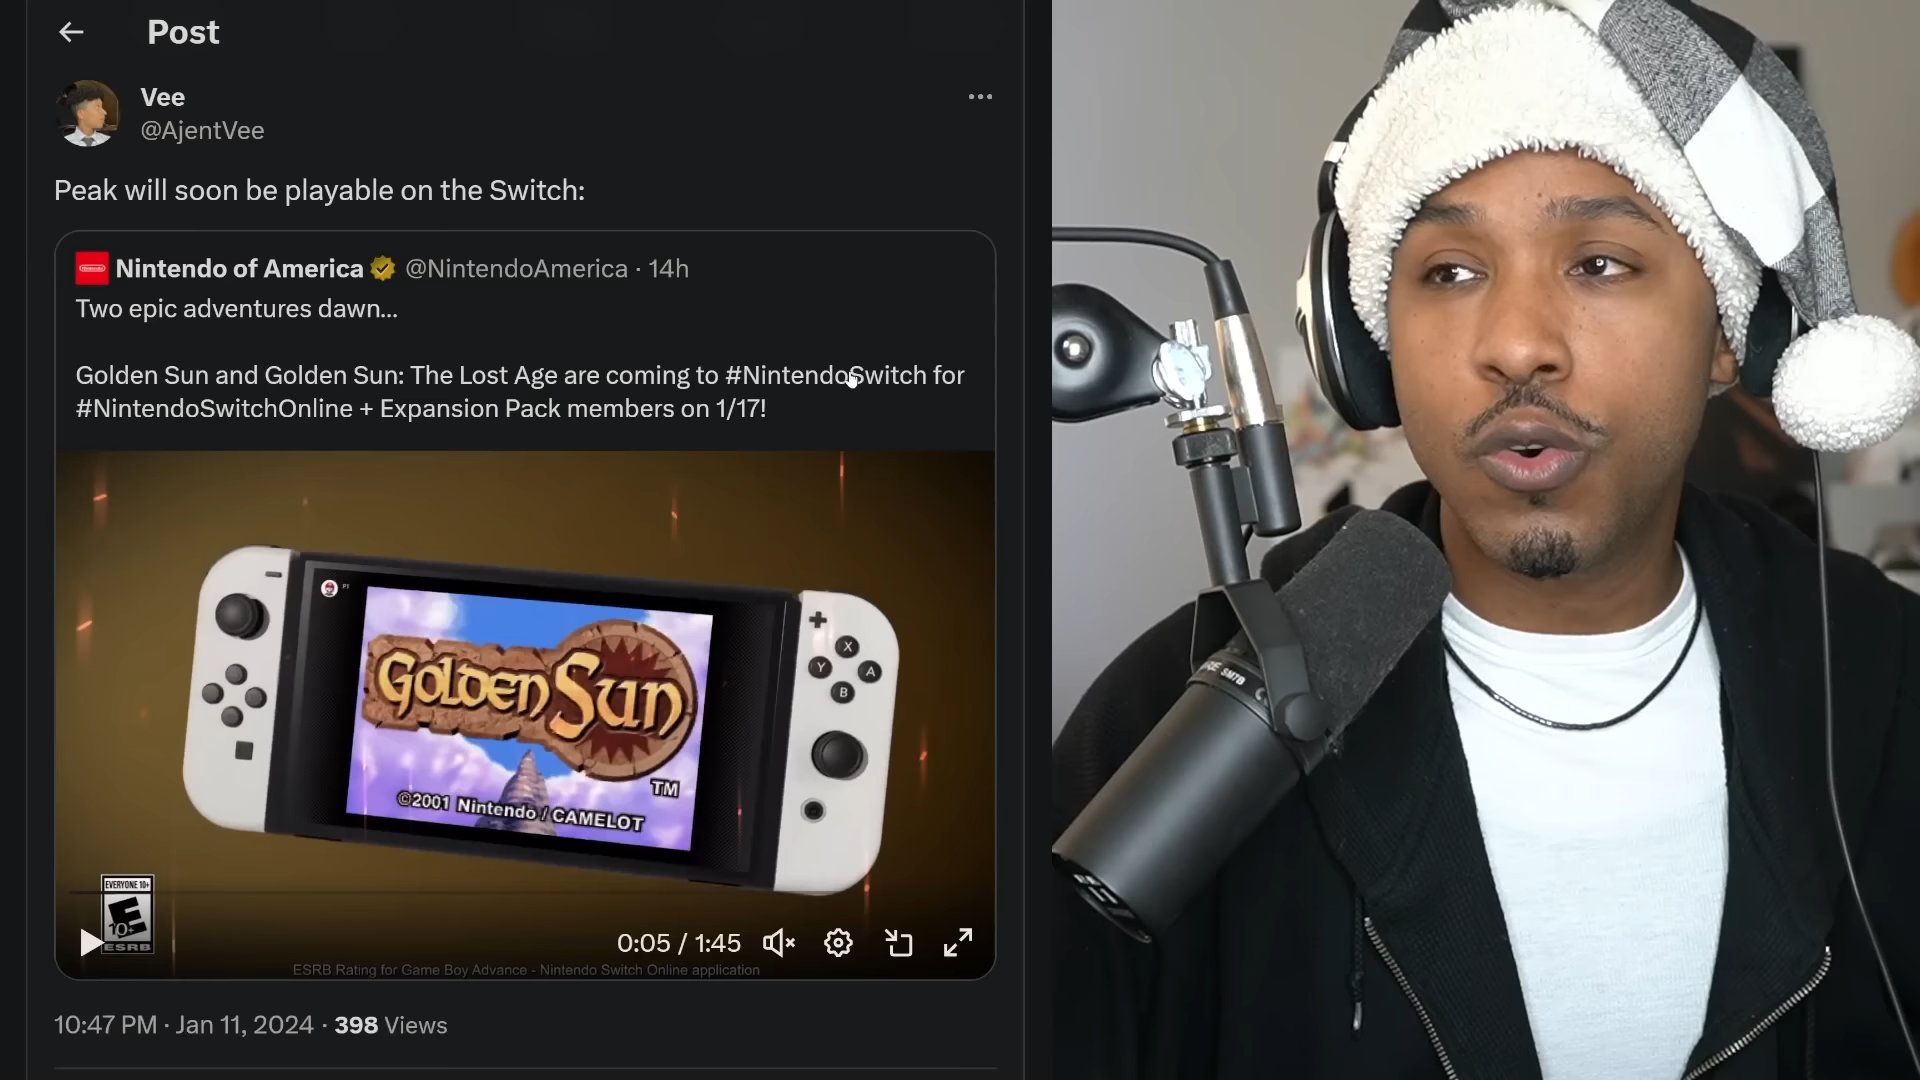 Post
Vee
@AjentVee
Peak will soon be playable on the Switch:
Nintendo of America @NintendoAmerica · 14h
Two epic adventures dawn...
Golden Sun and Golden Sun: The Lost Age are coming to #NintendoSwitch for
#NintendoSwitchOnline + Expansion Pack members on 1/17!
GOLDEN SUN
TM
©2001 Nintendo / CAMELOT
X
Y A
B
EVERYONE 10+
E
10+
ESRB
0:05 / 1:45
ESRB Rating for Game Boy Advance - Nintendo Switch Online application
10:47 PM · Jan 11, 2024 · 398 Views
SM7B